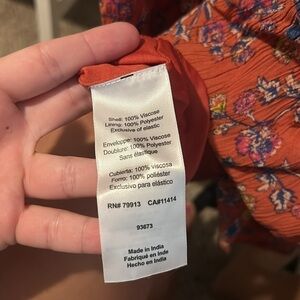 Shell: 100% Viscose
Lining: 100% Polyester
Exclusive of elastic
Enveloppe: 100% Viscose
Doublure: 100% Polyester
Sans élastique
Cubierta: 100% Viscosa
Forro: 100% poliéster
Exclusivo para elástico
RN# 79913 CA#11414
93873
Made in India
Fabriqué en Inde
Hecho en India